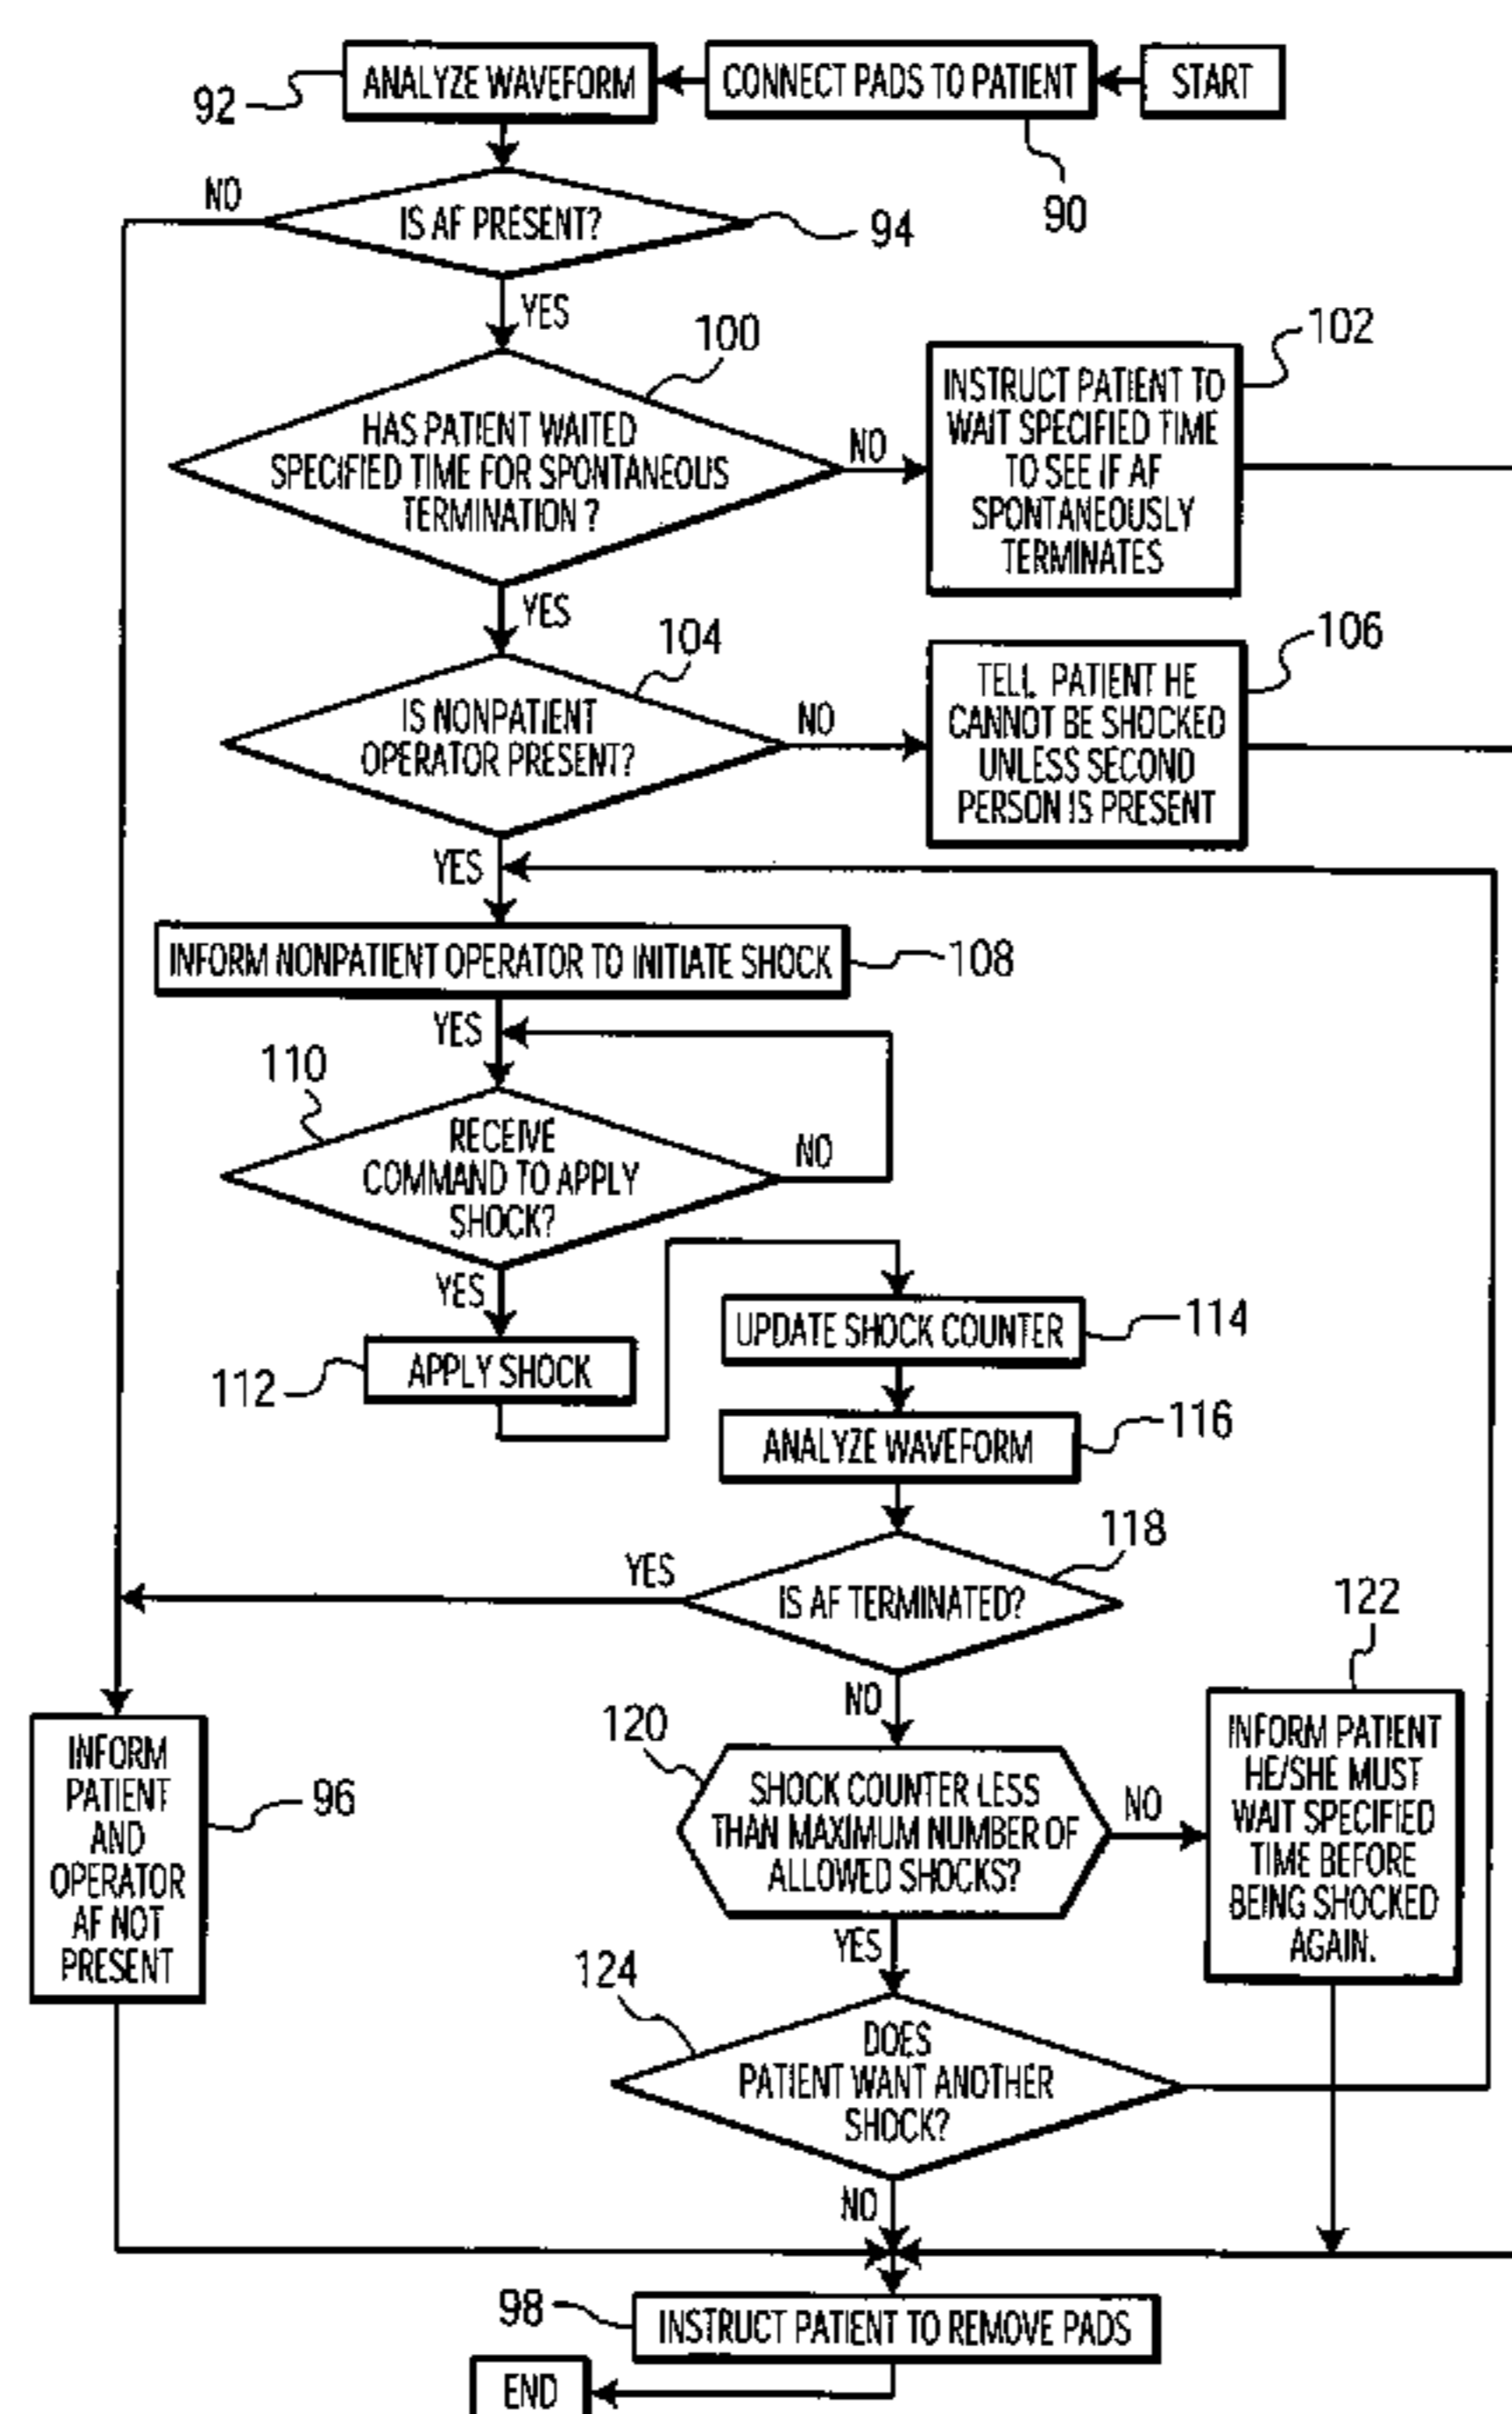 START
CONNECT PADS TO PATIENT
90
ANALYZE WAVEFORM
92
IS AF PRESENT?
94
NO
YES
HAS PATIENT WAITED
SPECIFIED TIME FOR SPONTANEOUS
TERMINATION ?
100
NO
INSTRUCT PATIENT TO
WAIT SPECIFIED TIME
TO SEE IF AF
SPONTANEOUSLY
TERMINATES
102
YES
IS NONPATIENT
OPERATOR PRESENT?
104
NO
TELL PATIENT HE
CANNOT BE SHOCKED
UNLESS SECOND
PERSON IS PRESENT
106
YES
INFORM NONPATIENT OPERATOR TO INITIATE SHOCK
108
YES
110
RECEIVE
COMMAND TO APPLY
SHOCK?
NO
YES
APPLY SHOCK
112
UPDATE SHOCK COUNTER
114
ANALYZE WAVEFORM
116
IS AF TERMINATED?
118
YES
NO
INFORM
PATIENT
AND
OPERATOR
AF NOT
PRESENT
96
120
SHOCK COUNTER LESS
THAN MAXIMUM NUMBER OF
ALLOWED SHOCKS?
NO
122
INFORM PATIENT
HE/SHE MUST
WAIT SPECIFIED
TIME BEFORE
BEING SHOCKED
AGAIN.
YES
124
DOES
PATIENT WANT ANOTHER
SHOCK?
NO
98
INSTRUCT PATIENT TO REMOVE PADS
END